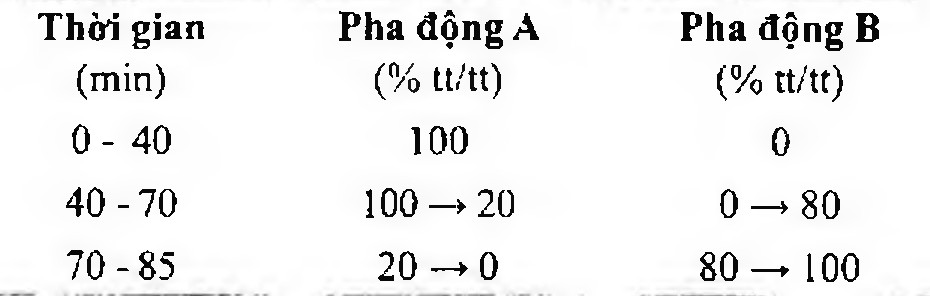 Thời gian Pha động A Pha động B
(min) (% tt/tt) (% tt/tt)
0 - 40 100 0
40 - 70 100 → 20 0 → 80
70 - 85 20 → 0 80 → 100